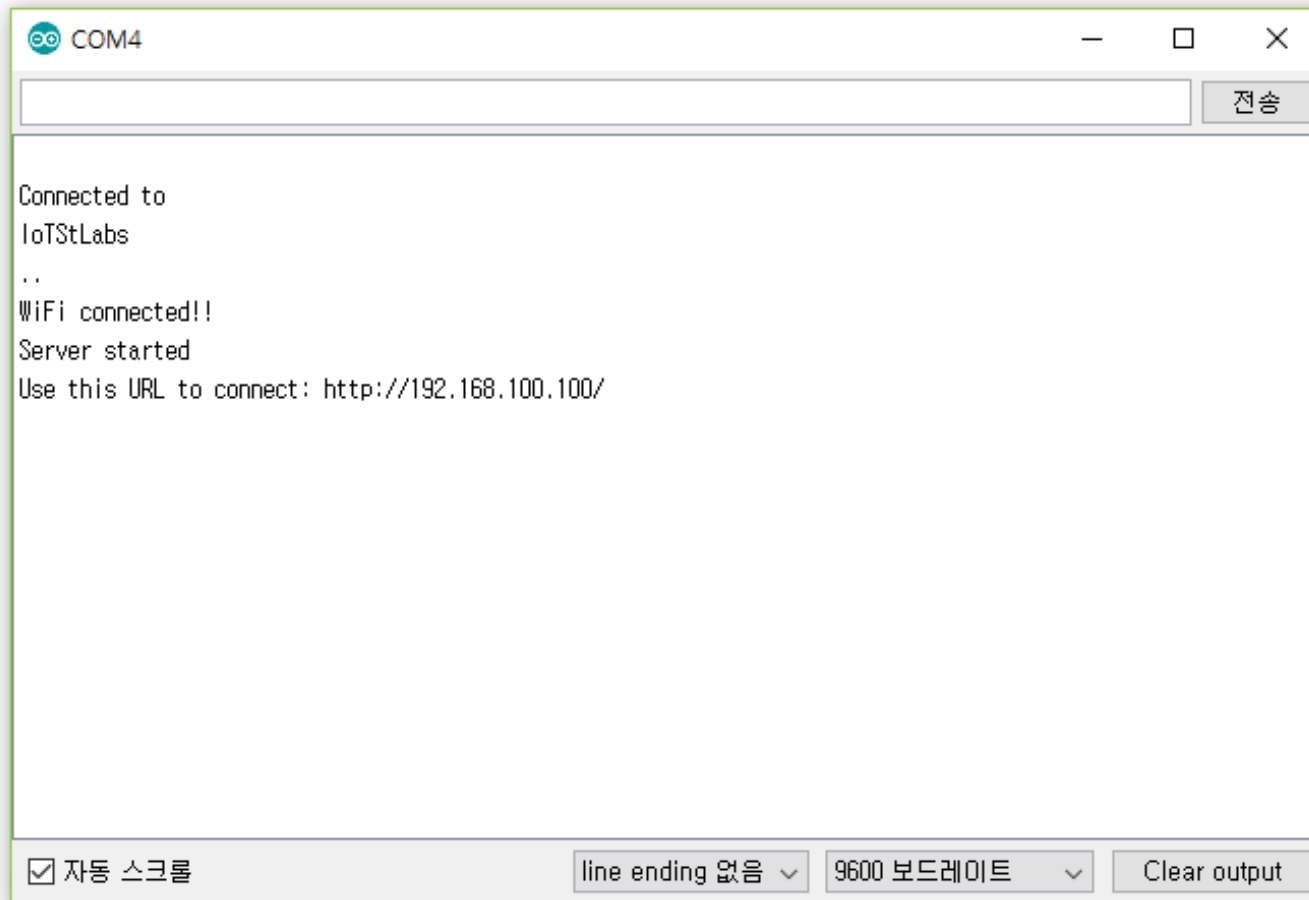 COM4
전송
Connected to
IoTStLabs
..
WiFi connected!!
Server started
Use this URL to connect: http://192.168.100.100/
자동 스크롤
line ending 없음
9600 보드레이트
Clear output